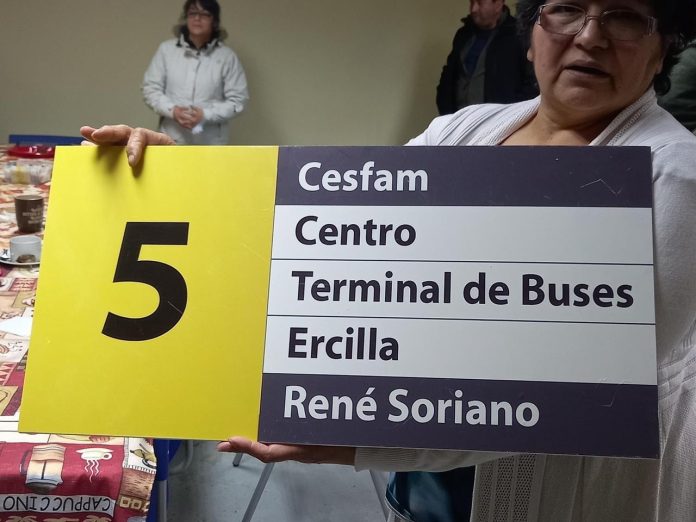 5
Cesfam
Centro
Terminal de Buses
Ercilla
René Soriano
CAPPUCCINO